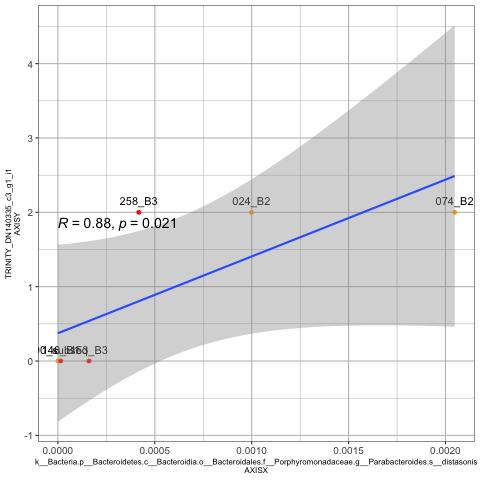 4
3
2
1
0
-1
TRINITY_DN140335_c3_g1_i1
AXISY
258_B3
024_B2
074_B2
R = 0.88, p = 0.021
0.0000
0.0005
0.0010
0.0015
0.0020
k__Bacteria.p__Bacteroidetes.c__Bacteroidia.o__Bacteroidales.f__Porphyromonadaceae.g__Parabacteroides.s__distasonis
AXISX